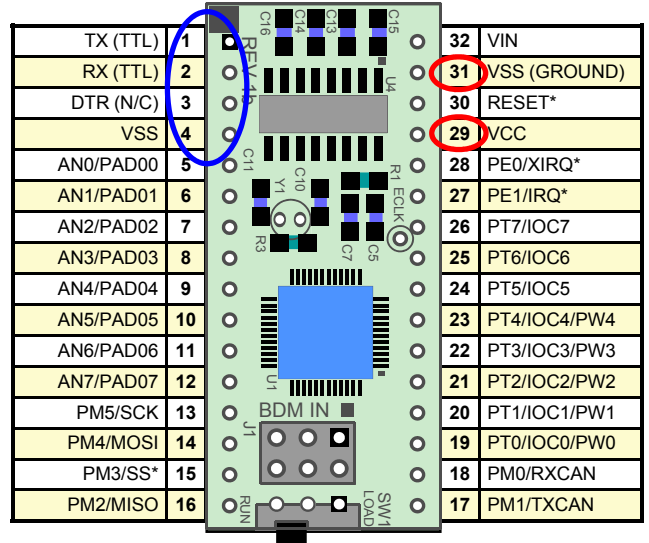 TX (TTL) 1
RX (TTL) 2
DTR (N/C) 3
VSS 4
AN0/PAD00 5
AN1/PAD01 6
AN2/PAD02 7
AN3/PAD03 8
AN4/PAD04 9
AN5/PAD05 10
AN6/PAD06 11
AN7/PAD07 12
PM5/SCK 13
PM4/MOSI 14
PM3/SS* 15
PM2/MISO 16
C16
C14
C13
C15
REV 1b
U4
C11
Y1
C10
R1
ECLK
R3
C7
C5
U1
BDM IN
J1
RUN
LOAD
SW1
32 VIN
31 VSS (GROUND)
30 RESET*
29 VCC
28 PE0/XIRQ*
27 PE1/IRQ*
26 PT7/IOC7
25 PT6/IOC6
24 PT5/IOC5
23 PT4/IOC4/PW4
22 PT3/IOC3/PW3
21 PT2/IOC2/PW2
20 PT1/IOC1/PW1
19 PT0/IOC0/PW0
18 PM0/RXCAN
17 PM1/TXCAN